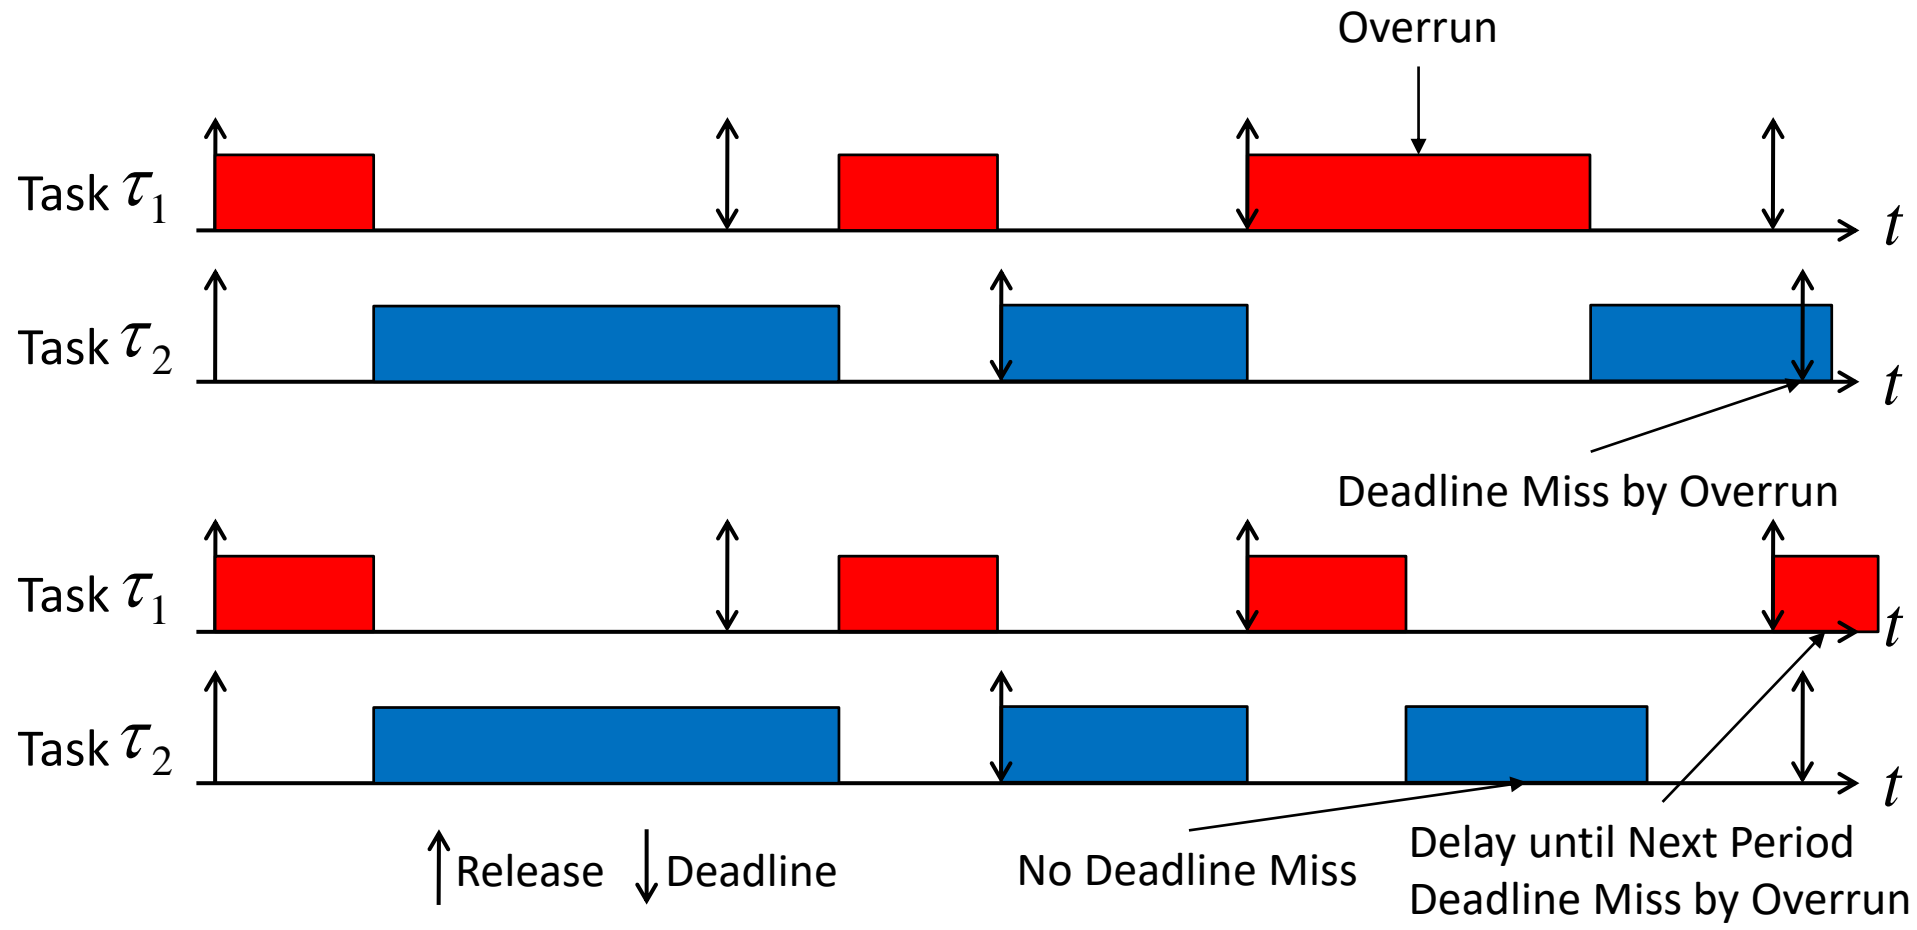 Overrun
Task τ1
t
Task τ2
t
Deadline Miss by Overrun
Task τ1
t
Task τ2
t
Release Deadline
No Deadline Miss
Delay until Next Period
Deadline Miss by Overrun